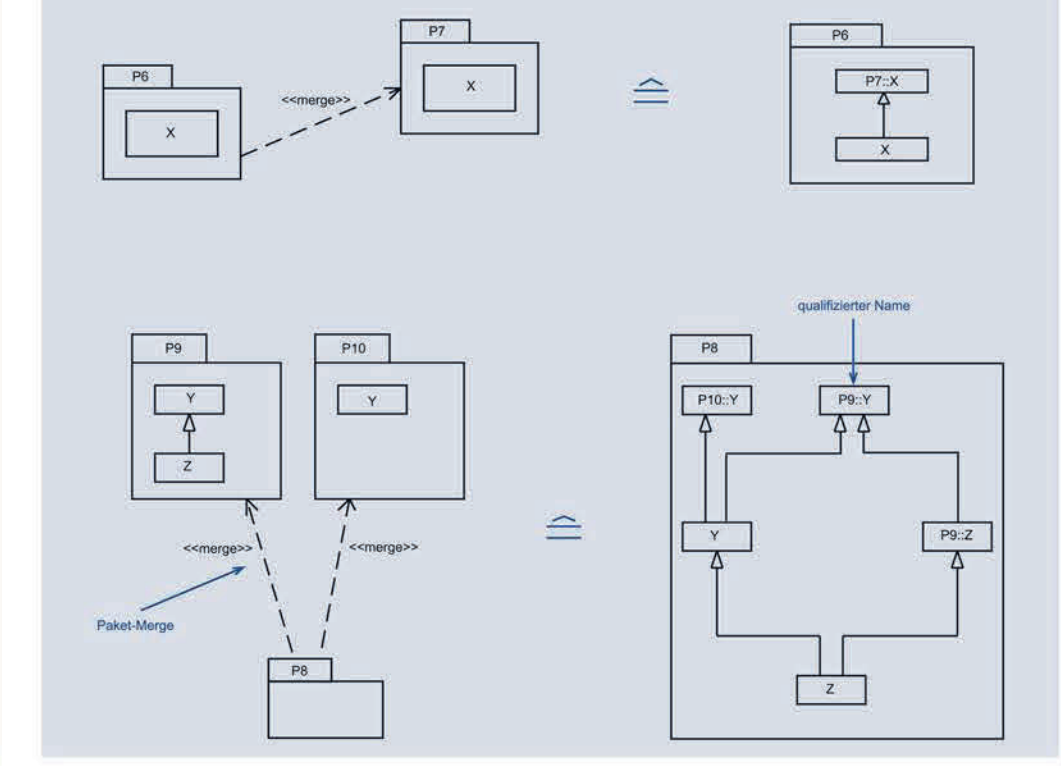 P7
P6
P6
X
<<merge>>
X
P7::X
X
qualifizierter Name
P9
P10
P8
Y
Y
P10::Y
P9::Y
Z
Y
P9::Z
<<merge>>
<<merge>>
Paket-Merge
P8
Z